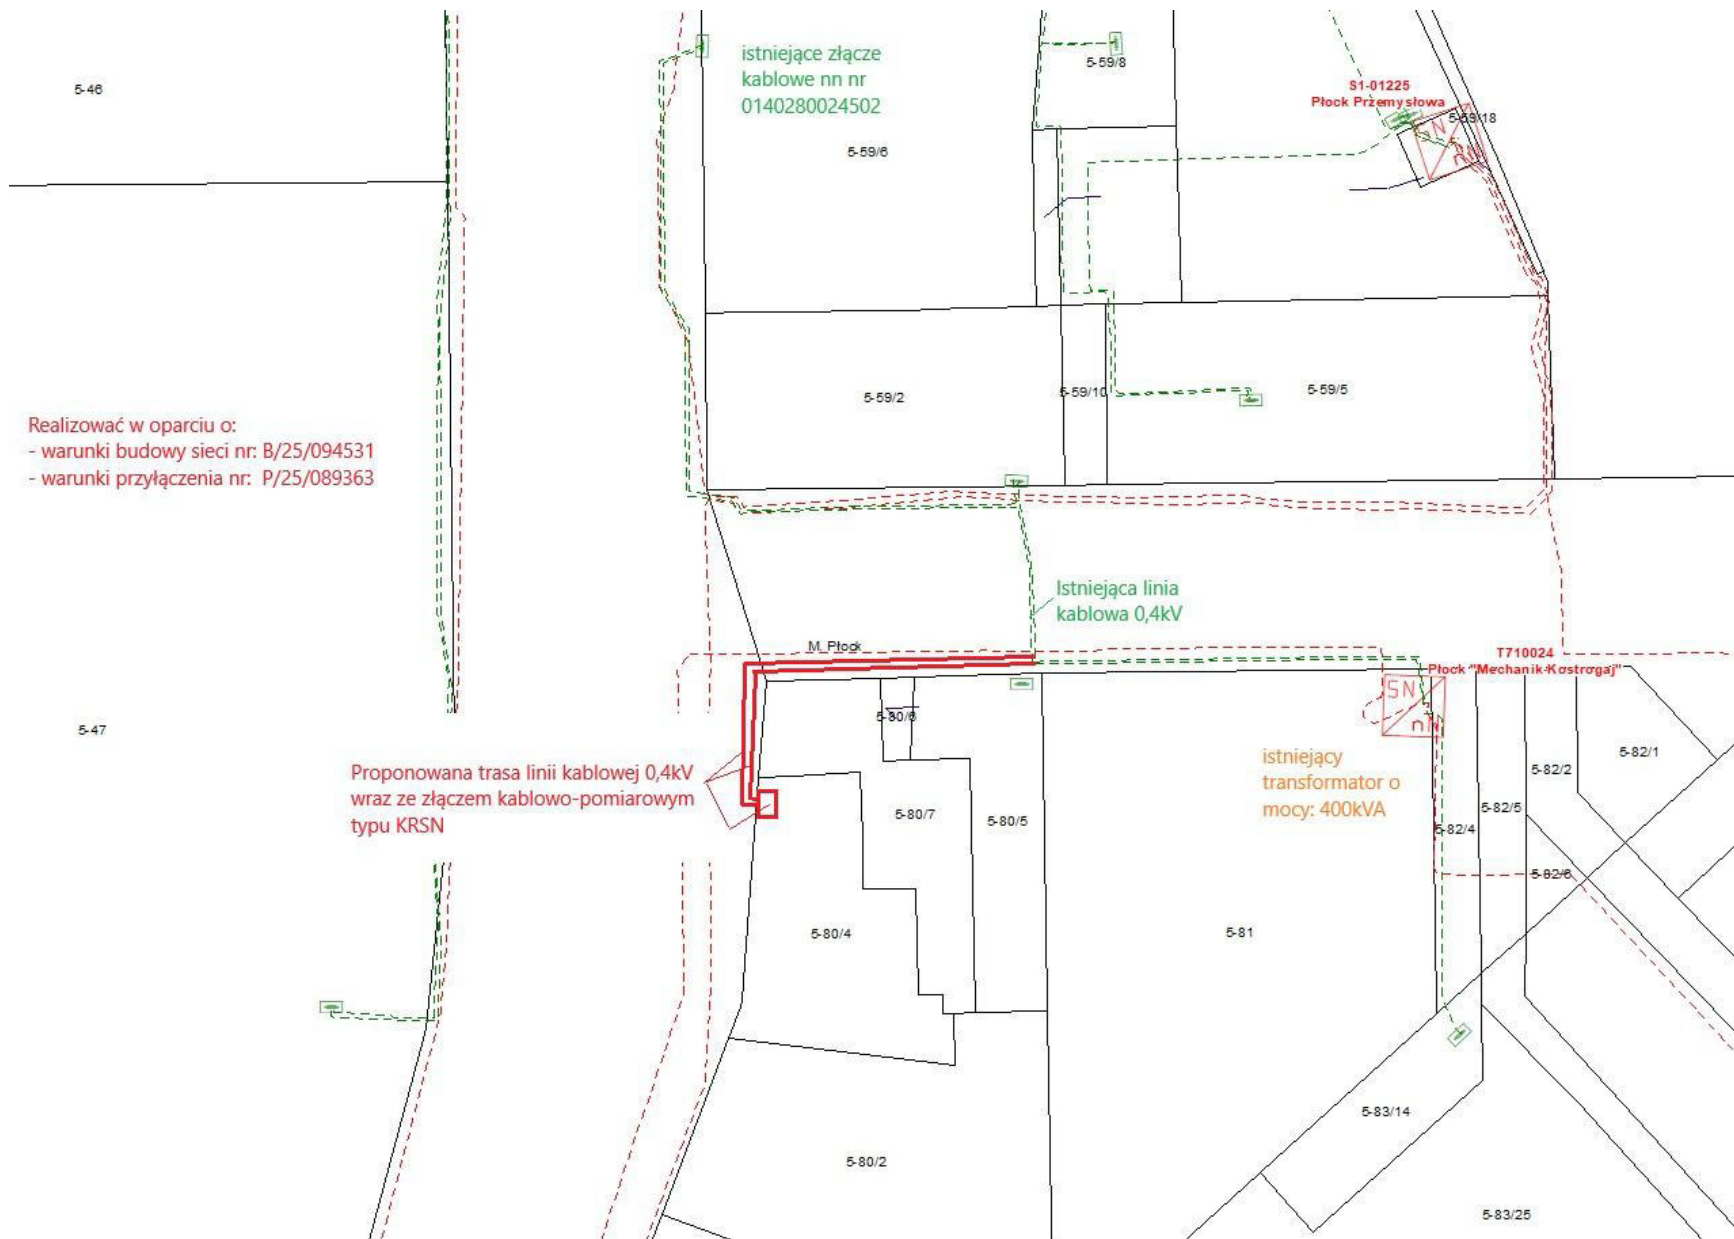 5-46
istniejące złącze
kablowe nn nr
0140280024502
5-59/8
S1-01225
Płock Przemysłowa
5-59/18
SN
nn
5-59/6
5-59/2
5-59/10
5-59/5
Realizować w oparciu o:
- warunki budowy sieci nr: B/25/094531
- warunki przyłączenia nr: P/25/089363
Istniejąca linia
kablowa 0,4kV
M. Płock
T710024
Płock "Mechanik-Kostrogaj"
SN
nn
5-47
5-80/6
5-82/1
5-82/2
istniejący
transformator o
mocy: 400kVA
Proponowana trasa linii kablowej 0,4kV
wraz ze złączem kablowo-pomiarowym
typu KRSN
5-80/7
5-80/5
5-82/5
5-82/4
5-82/6
5-80/4
5-81
5-83/14
5-80/2
5-83/25